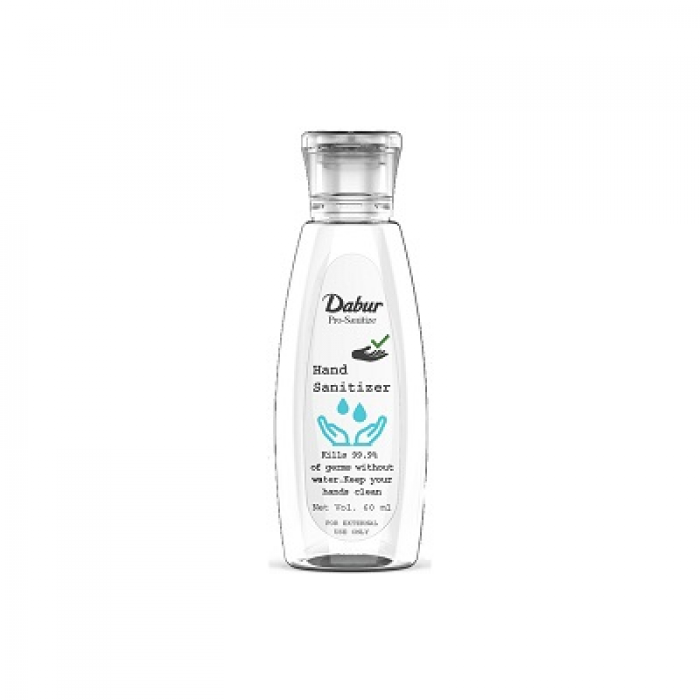 Dabur
Pro-Sanitize
Hand
Sanitizer
Kills 99.9%
of germs without
water.Keep your
hands clean
Net Vol. 60 ml
FOR EXTERNAL
USE ONLY